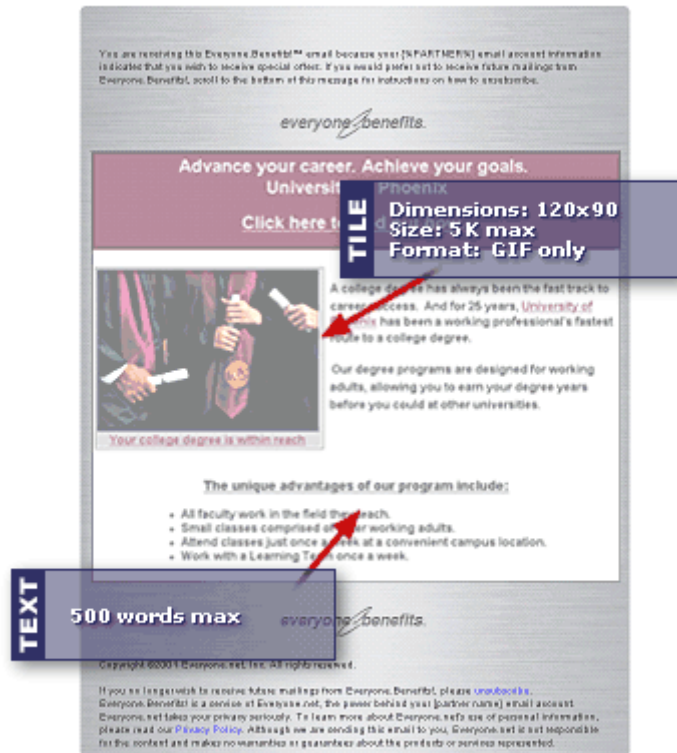 You are receiving this Everyone.Benefits!™ email because your [%PARTNER%] email account information
indicates that you wish to receive special offers. If you would prefer not to receive future mailings from
Everyone.Benefits!, scroll to the bottom of this message for instructions on how to unsubscribe.
everyone benefits.
Advance your career. Achieve your goals.
University Phoenix
Click here
TILE
Dimensions: 120x90
Size: 5K max
Format: GIF only
A college degree has always been the fast track to
career success. And for 25 years, University of
Phoenix has been a working professional's fastest
route to a college degree.
Our degree programs are designed for working
adults, allowing you to earn your degree years
before you could at other universities.
Your college degree is within reach
The unique advantages of our program include:
• All faculty work in the field they teach.
• Small classes comprised of other working adults.
• Attend classes just once a week at a convenient campus location.
• Work with a Learning Team once a week.
TEXT
500 words max
everyone benefits.
Copyright ©2001 Everyone.net, Inc. All rights reserved.
If you no longer wish to receive future mailings from Everyone.Benefits!, please unsubscribe.
Everyone.Benefits! is a service of Everyone.net, the power behind your [partner name] email account.
Everyone.net takes your privacy seriously. To learn more about Everyone.net's use of personal information,
please read our Privacy Policy. Although we are sending this email to you, Everyone.net is not responsible
for the content and makes no warranties or guarantees about the products or services represented.